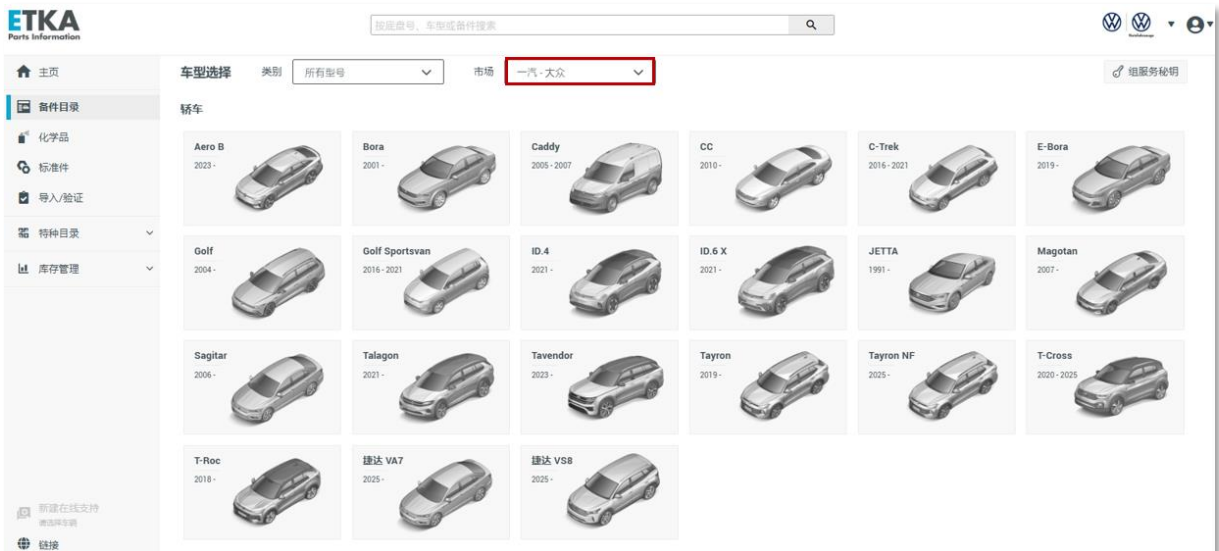 ETKA
Parts Information
按底盘号、车型或备件搜索
主页
备件目录
化学品
标准件
导入/验证
特种目录
库存管理
新建在线支持
请选择车辆
链接
车型选择 类别 所有型号 市场 一汽 - 大众 组服务秘钥
轿车
Aero B
2023 -
Bora
2001 -
Caddy
2005 - 2007
CC
2010 -
C-Trek
2016 - 2021
E-Bora
2019 -
Golf
2004 -
Golf Sportsvan
2016 - 2021
ID.4
2021 -
ID.6 X
2021 -
JETTA
1991 -
Magotan
2007 -
Sagitar
2006 -
Talagon
2021 -
Tavendor
2023 -
Tayron
2019 -
Tayron NF
2025 -
T-Cross
2020 - 2025
T-Roc
2018 -
捷达 VA7
2025 -
捷达 VS8
2025 -